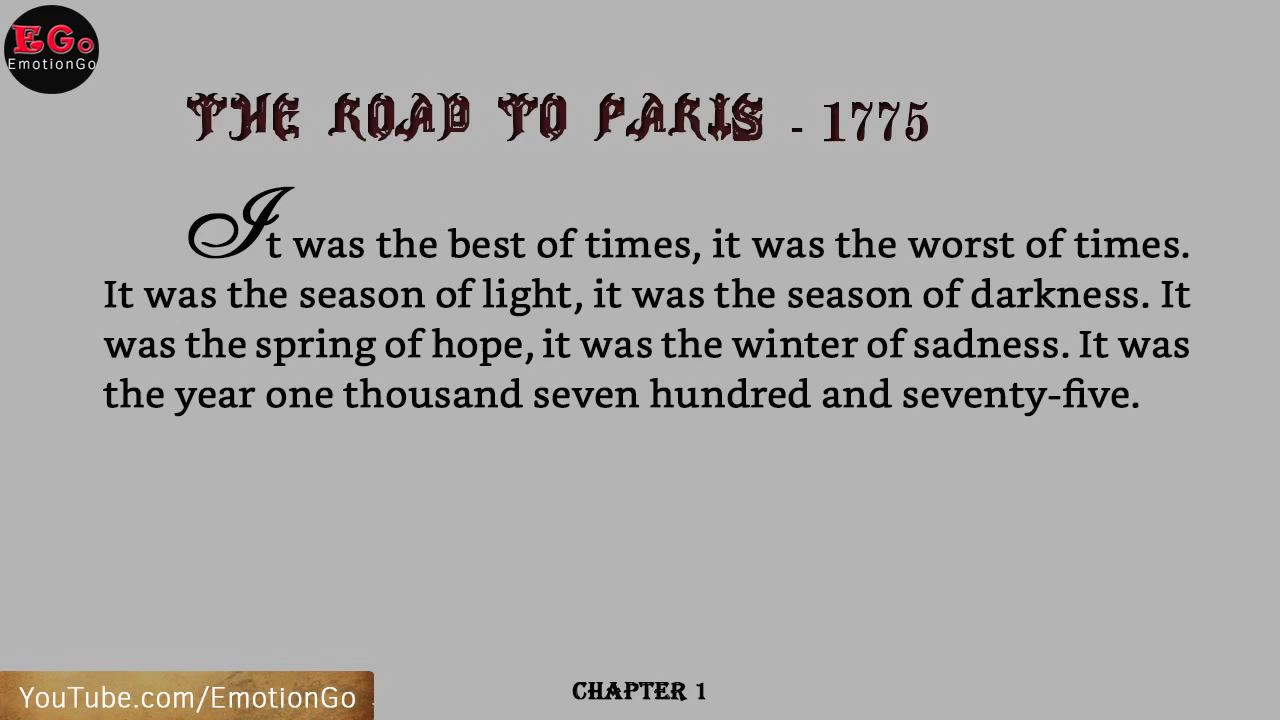 EGo
EmotionGo
THE ROAD TO PARIS - 1775
It was the best of times, it was the worst of times.
It was the season of light, it was the season of darkness. It
was the spring of hope, it was the winter of sadness. It was
the year one thousand seven hundred and seventy-five.
CHAPTER 1
YouTube.com/EmotionGo